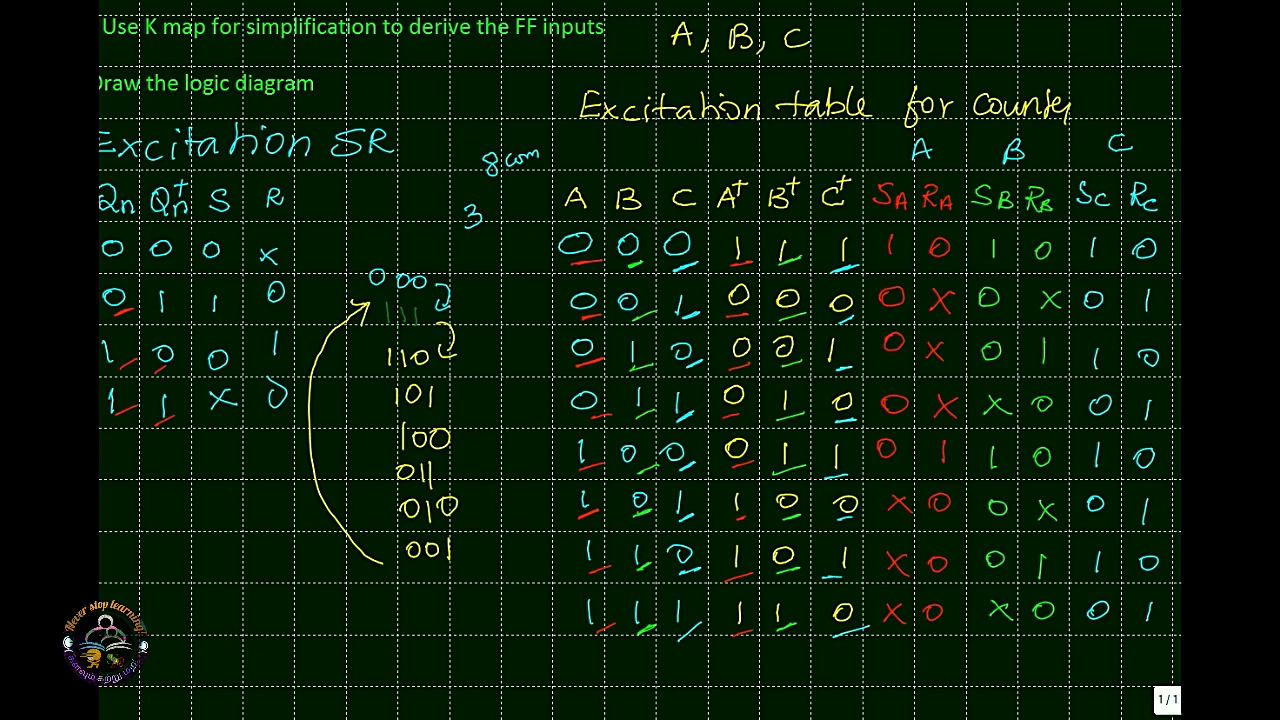 Use K map for simplification to derive the FF inputs
A, B, C
Draw the logic diagram
Excitation table for counter
Excitation SR
8 com
A B C
Qn Qn+ S R
3
A B C A+ B+ C+ SA RA SB RB SC RC
0 0 0 x
0 0 0 1 1 1 1 0 1 0 1 0
0 1 1 0
0 0 1 0 0 0 0 X 0 X 0 1
1 0 0 1
0 1 0 0 0 1 0 X 0 1 1 0
1 1 X 0
0 1 1 0 1 0 0 X X 0 0 1
1 0 0 0 1 1 0 1 1 0 1 0
1 0 1 1 0 0 X 0 0 X 0 1
1 1 0 1 0 1 X 0 0 1 1 0
1 1 1 1 1 0 X 0 X 0 0 1
000
111
110
101
100
011
010
001
Never stop learning!
1/1